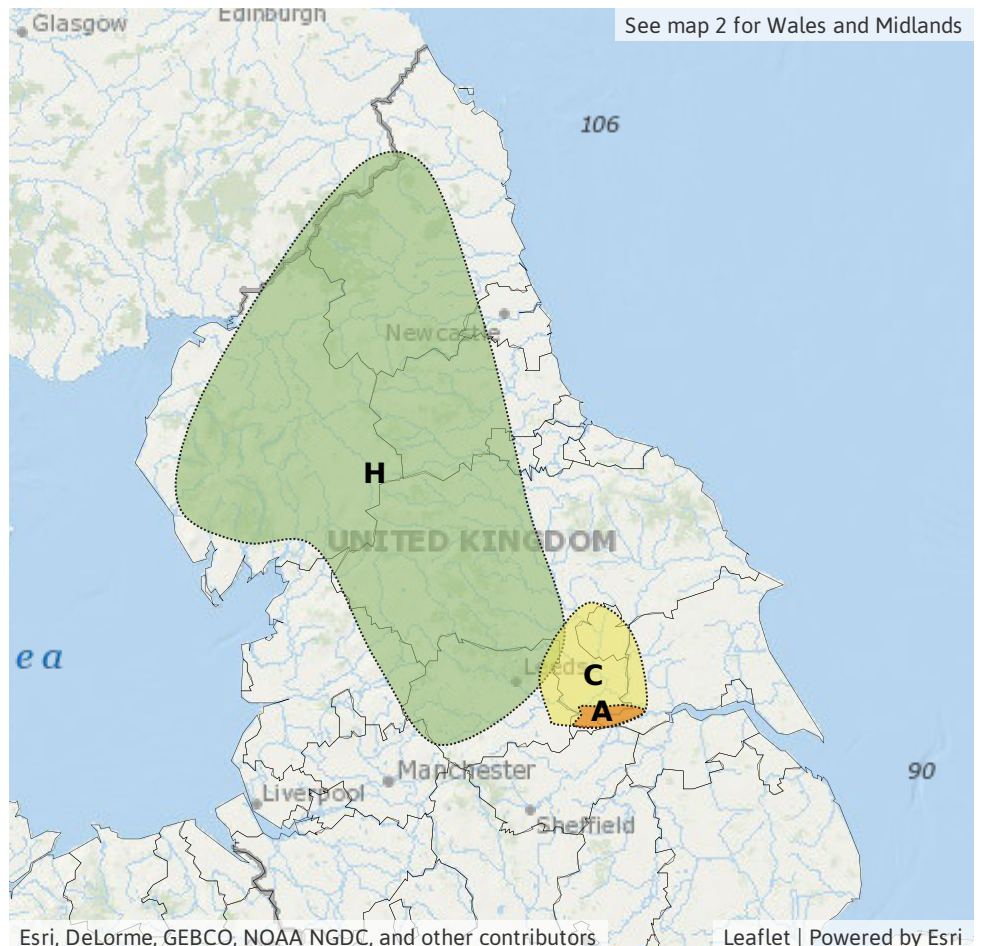 Edinburgh
Glasgow
See map 2 for Wales and Midlands
106
Newcastle
H
UNITED KINGDOM
ea
Leeds
C
A
Manchester
90
Liverpool
Sheffield
Esri, DeLorme, GEBCO, NOAA NGDC, and other contributors
Leaflet | Powered by Esri